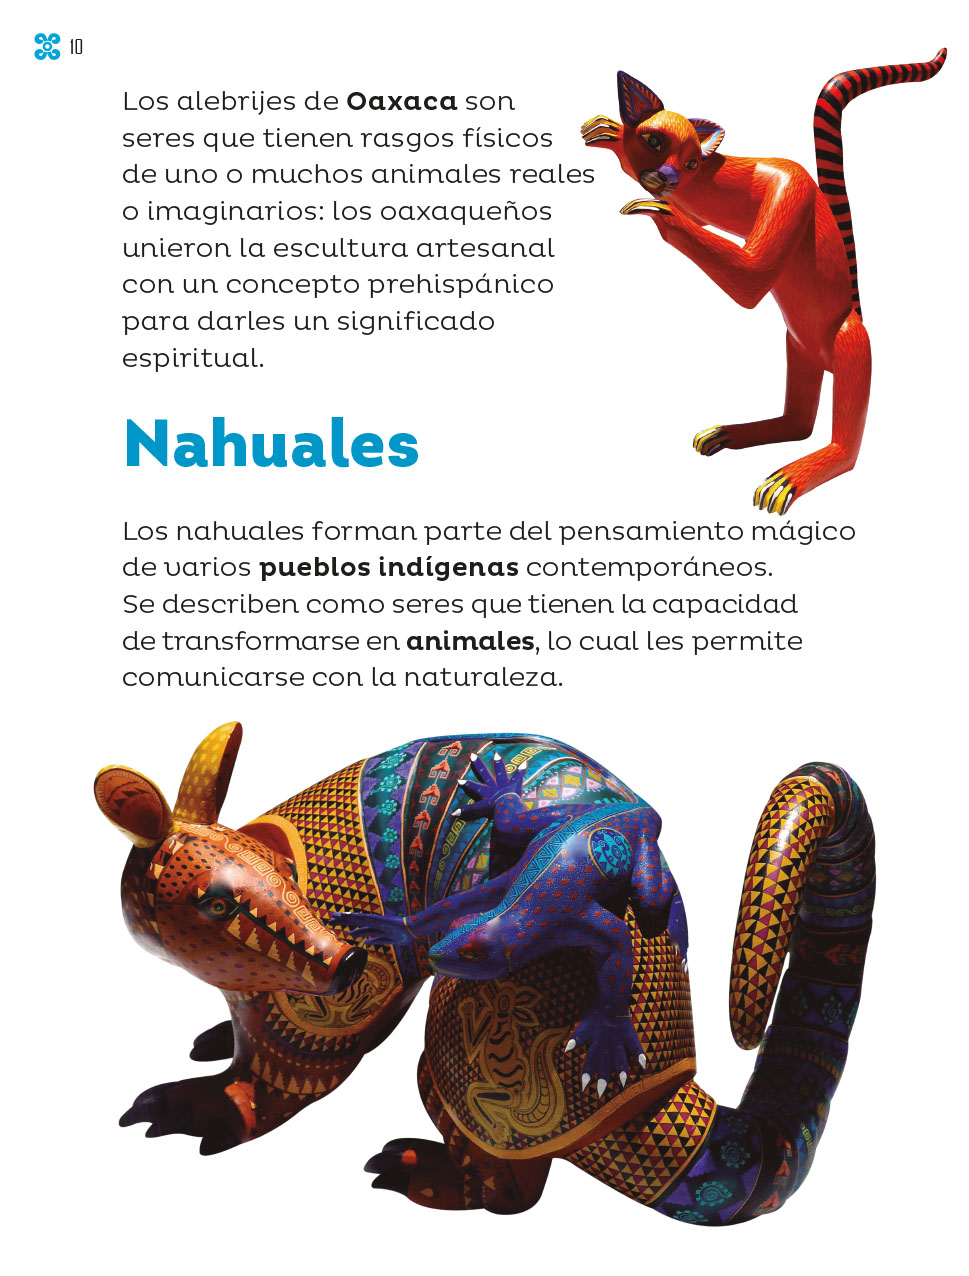 10
Los alebrijes de Oaxaca son
seres que tienen rasgos físicos
de uno o muchos animales reales
o imaginarios: los oaxaqueños
unieron la escultura artesanal
con un concepto prehispánico
para darles un significado
espiritual.
Nahuales
Los nahuales forman parte del pensamiento mágico
de varios pueblos indígenas contemporáneos.
Se describen como seres que tienen la capacidad
de transformarse en animales, lo cual les permite
comunicarse con la naturaleza.